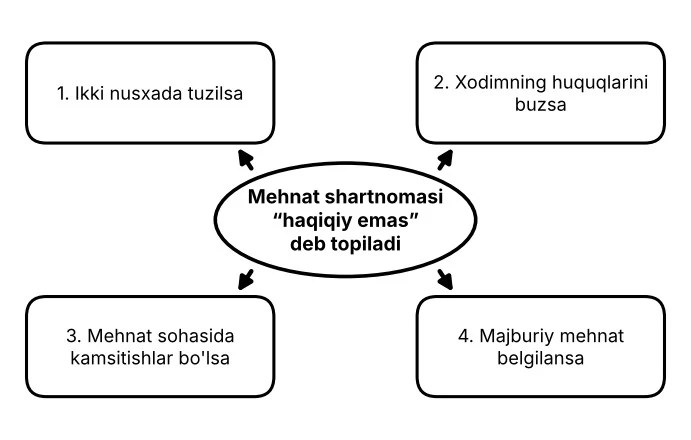 1. Ikki nusxada tuzilsa
2. Xodimning huquqlarini
buzsa
Mehnat shartnomasi
“haqiqiy emas”
deb topiladi
3. Mehnat sohasida
kamsitishlar bo'lsa
4. Majburiy mehnat
belgilansa